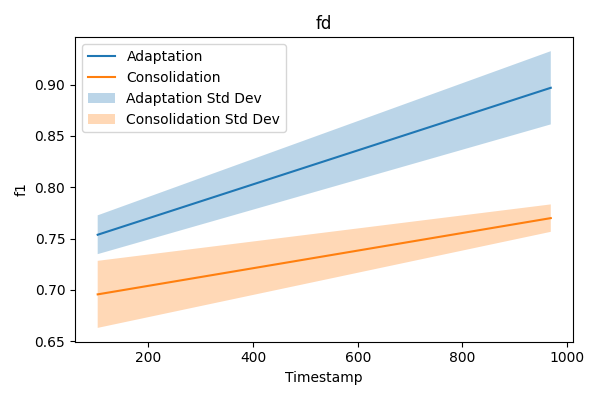 fd
Adaptation
Consolidation
Adaptation Std Dev
Consolidation Std Dev
f1
0.90
0.85
0.80
0.75
0.70
0.65
200
400
600
800
1000
Timestamp